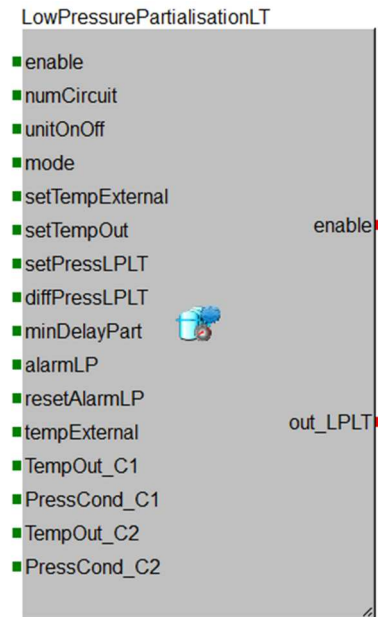 LowPressurePartialisationLT
enable
numCircuit
unitOnOff
mode
setTempExternal
setTempOut
enable
setPressLPLT
diffPressLPLT
minDelayPart
alarmLP
resetAlarmLP
tempExternal
out_LPLT
TempOut_C1
PressCond_C1
TempOut_C2
PressCond_C2